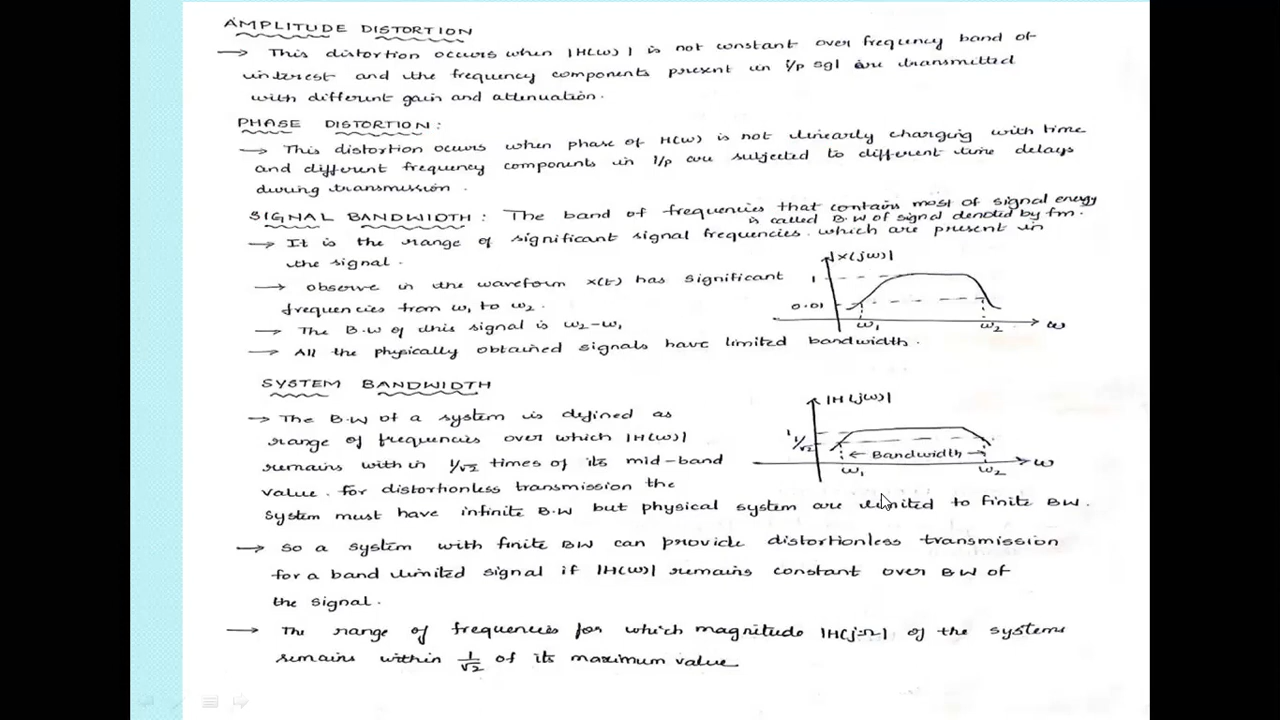 AMPLITUDE DISTORTION
→ This distortion occurs when |H(ω)| is not constant over frequency band of
interest and the frequency components present in i/p sgl are transmitted
with different gain and attenuation.
PHASE DISTORTION:
→ This distortion occurs when phase of H(ω) is not linearly charging with time
and different frequency components in I/p are subjected to different time delays
during transmission.
SIGNAL BANDWIDTH: The band of frequencies that contains most of signal energy
is called B.W of signal denoted by fm.
→ It is the range of significant signal frequencies. which are present in
the signal.
|X(jω)|
→ Observe in the waveform x(t) has significant
1
frequencies from ω1 to ω2.
0.01
→ The B.W of this signal is ω2-ω1
ω1 ω2 ω
→ All the physically obtained signals have limited bandwidth.
SYSTEM BANDWIDTH
|H(jω)|
→ The B.W of a system is defined as
range of frequencies over which |H(ω)|
1
1/√2
← Bandwidth →
remains with in 1/√2 times of its mid-band
ω1 ω2 ω
value. for distortionless transmission the
system must have infinite B.W but physical system are limited to finite BW.
→ So a system with finite BW can provide distortionless transmission
for a band limited signal if |H(ω)| remains constant over BW of
the signal.
→ The range of frequencies for which magnitude of the systems
remains within 1/√2 of its maximum value